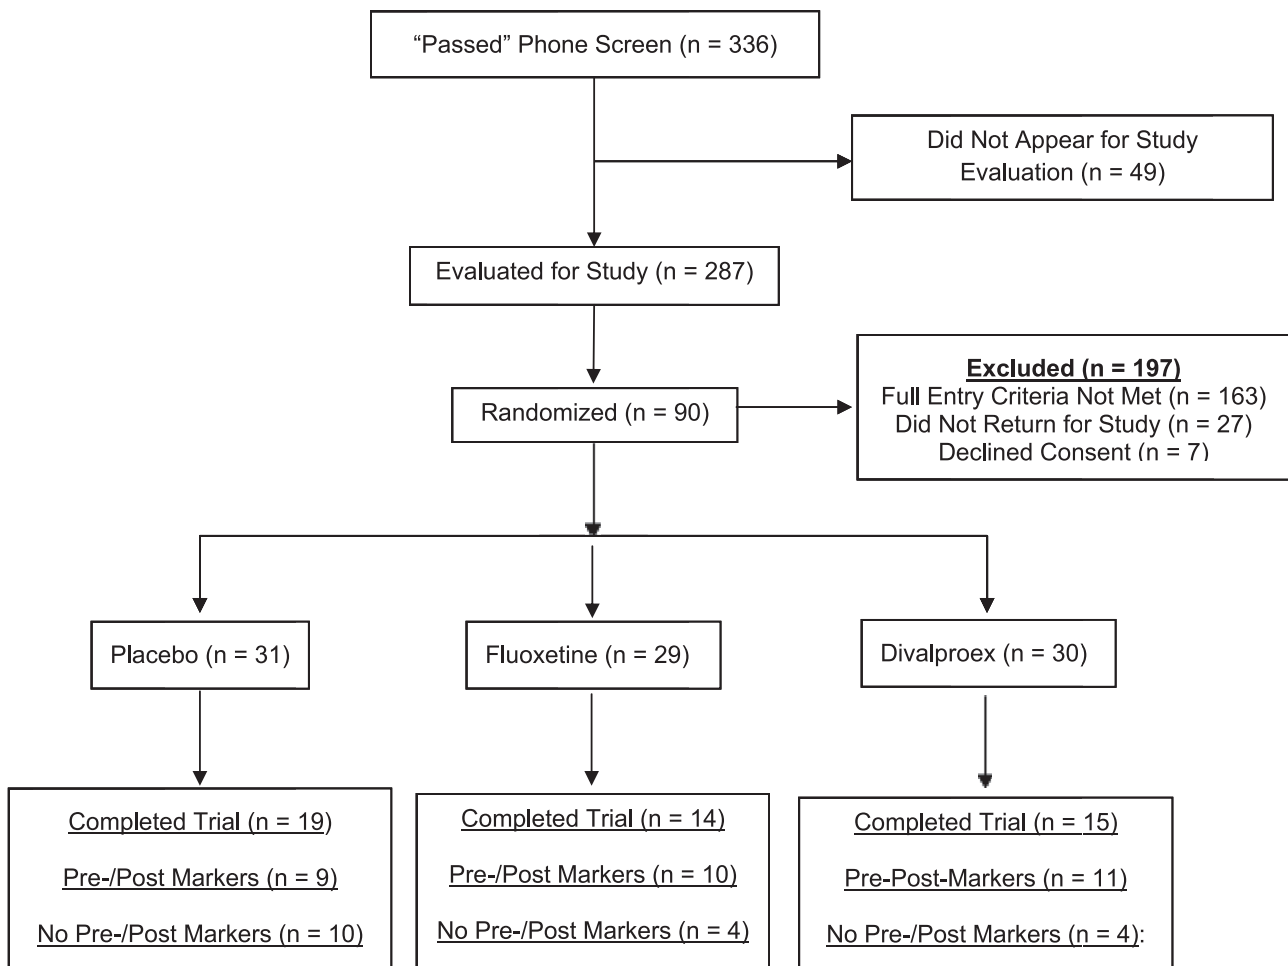 “Passed” Phone Screen (n = 336)
Did Not Appear for Study
Evaluation (n = 49)
Evaluated for Study (n = 287)
Excluded (n = 197)
Full Entry Criteria Not Met (n = 163)
Did Not Return for Study (n = 27)
Declined Consent (n = 7)
Randomized (n = 90)
Placebo (n = 31)
Fluoxetine (n = 29)
Divalproex (n = 30)
Completed Trial (n = 19)
Pre-/Post Markers (n = 9)
No Pre-/Post Markers (n = 10)
Completed Trial (n = 14)
Pre-/Post Markers (n = 10)
No Pre-/Post Markers (n = 4)
Completed Trial (n = 15)
Pre-Post-Markers (n = 11)
No Pre-/Post Markers (n = 4):